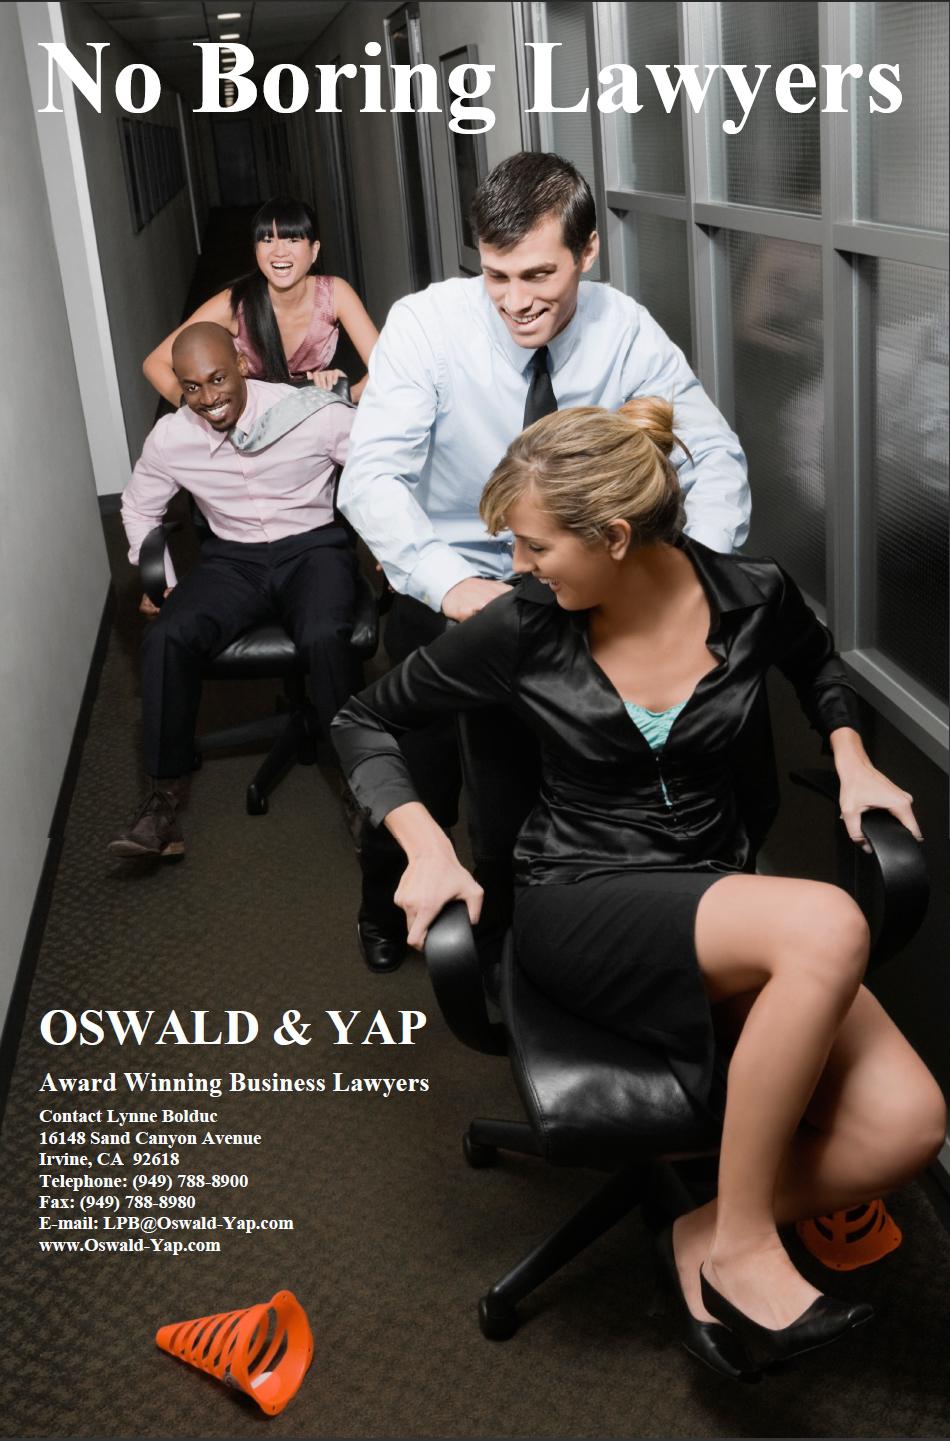 No Boring Lawyers
OSWALD & YAP
Award Winning Business Lawyers
Contact Lynne Bolduc
16148 Sand Canyon Avenue
Irvine, CA  92618
Telephone: (949) 788-8900
Fax: (949) 788-8980
E-mail: LPB@Oswald-Yap.com
www.Oswald-Yap.com